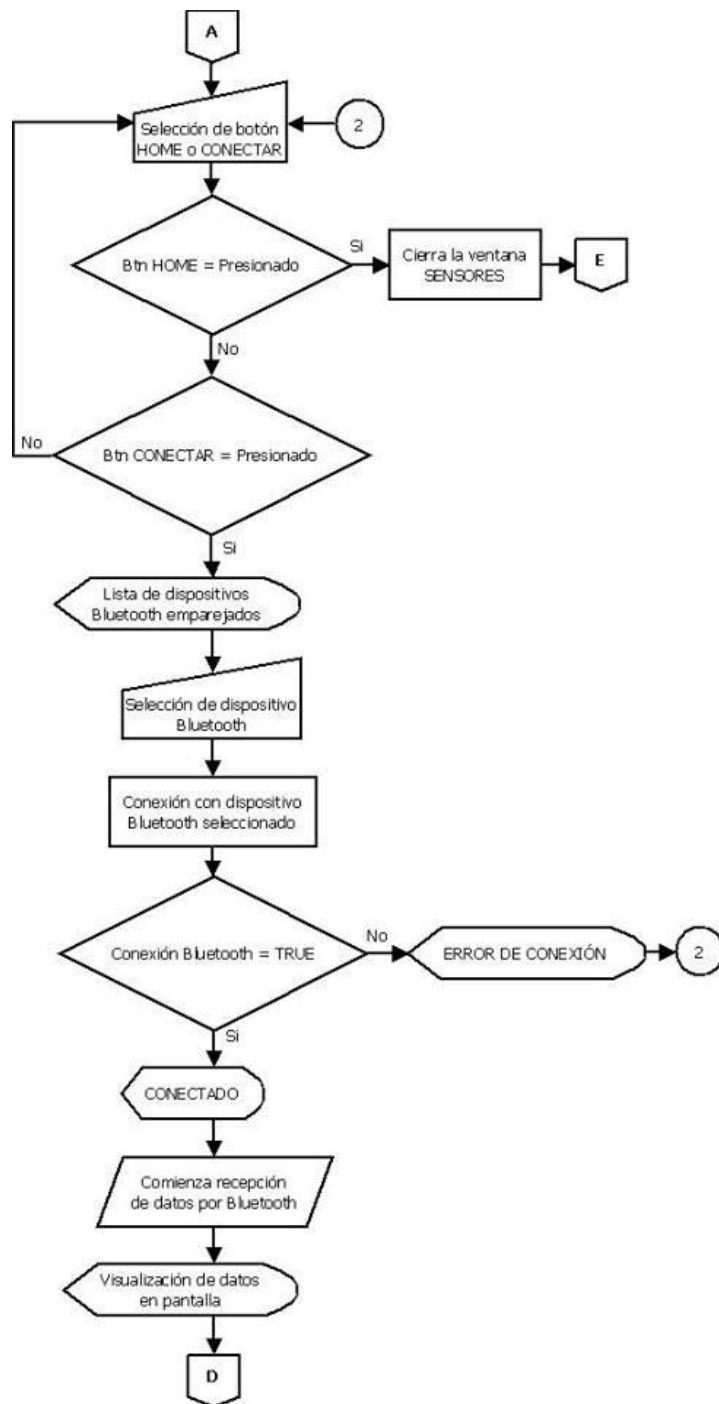 A
Selección de botón
HOME o CONECTAR
2
Btn HOME = Presionado
Si
Cierra la ventana
SENSORES
E
No
Btn CONECTAR = Presionado
No
Si
Lista de dispositivos
Bluetooth emparejados
Selección de dispositivo
Bluetooth
Conexión con dispositivo
Bluetooth seleccionado
Conexión Bluetooth = TRUE
No
ERROR DE CONEXIÓN
2
Si
CONECTADO
Comienza recepción
de datos por Bluetooth
Visualización de datos
en pantalla
D